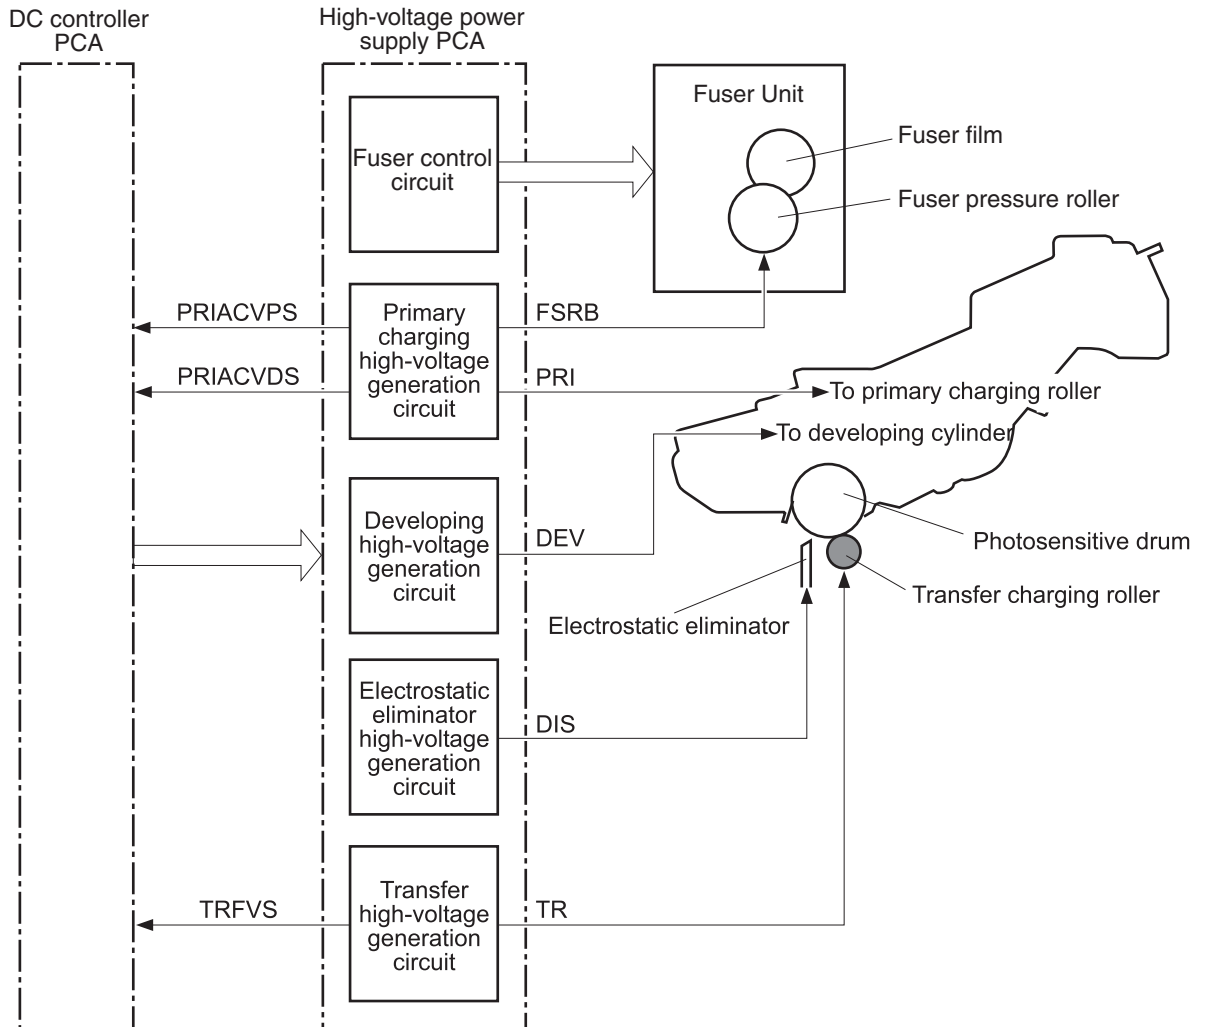 DC controller
PCA
High-voltage power
supply PCA
Fuser Unit
Fuser film
Fuser pressure roller
Fuser control
circuit
PRIACVPS
PRIACVDS
Primary
charging
high-voltage
generation
circuit
FSRB
PRI
To primary charging roller
To developing cylinder
Developing
high-voltage
generation
circuit
DEV
Photosensitive drum
Transfer charging roller
Electrostatic eliminator
Electrostatic
eliminator
high-voltage
generation
circuit
DIS
TRFVS
Transfer
high-voltage
generation
circuit
TR